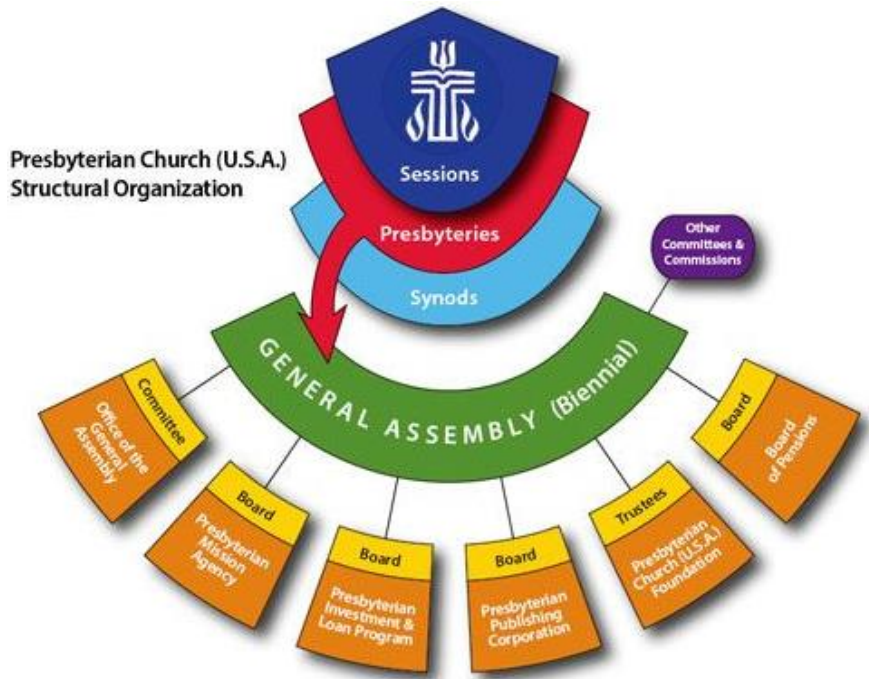 Presbyterian Church (U.S.A.)
Structural Organization
Sessions
Presbyteries
Synods
Other
Committees &
Commissions
GENERAL ASSEMBLY (Biennial)
Committee
Office of the
General
Assembly
Board
Presbyterian
Mission
Agency
Board
Presbyterian
Investment &
Loan Program
Board
Presbyterian
Publishing
Corporation
Trustees
Presbyterian
Church (U.S.A.)
Foundation
Board
Board
of Pensions